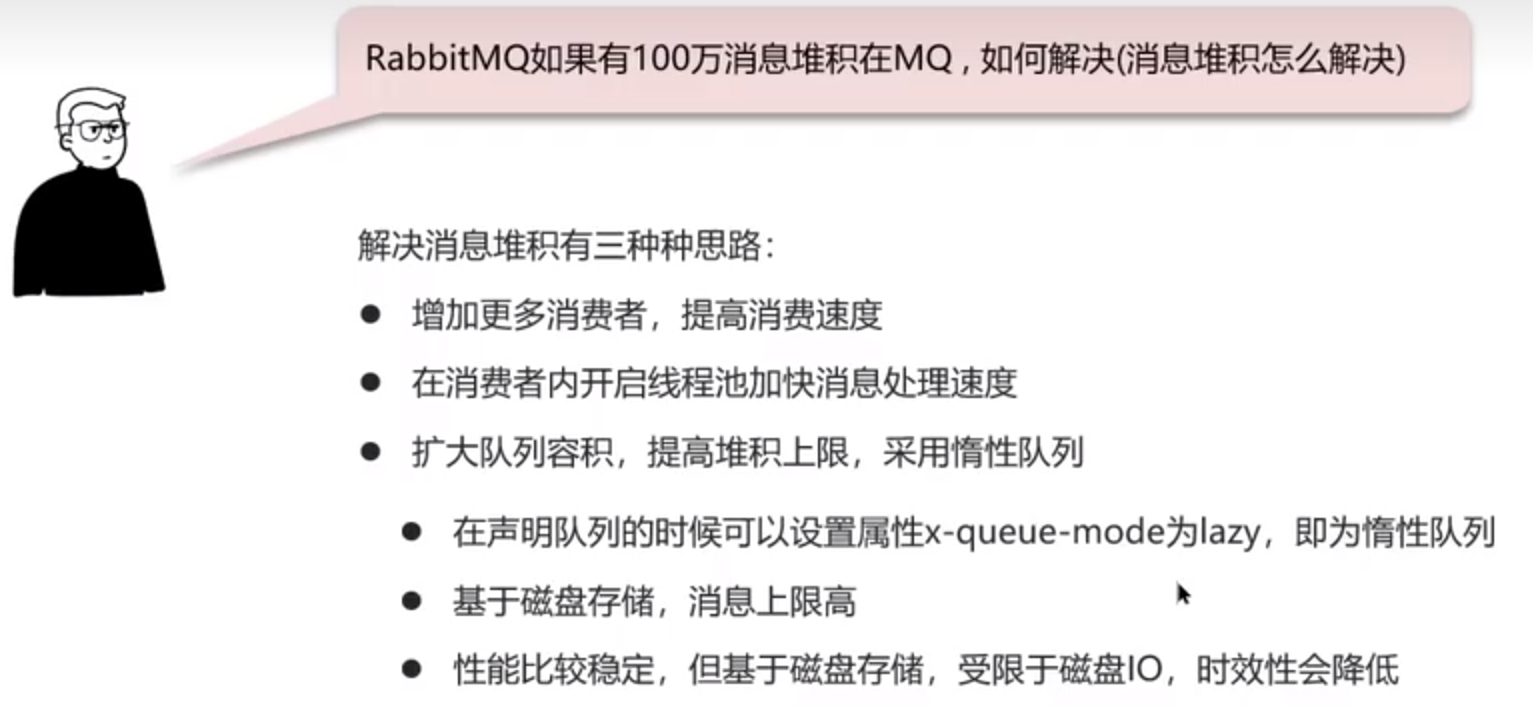 RabbitMQ如果有100万消息堆积在MQ , 如何解决(消息堆积怎么解决)
解决消息堆积有三种种思路：
● 增加更多消费者，提高消费速度
● 在消费者内开启线程池加快消息处理速度
● 扩大队列容积，提高堆积上限，采用惰性队列
● 在声明队列的时候可以设置属性x-queue-mode为lazy，即为惰性队列
● 基于磁盘存储，消息上限高
● 性能比较稳定，但基于磁盘存储，受限于磁盘IO，时效性会降低